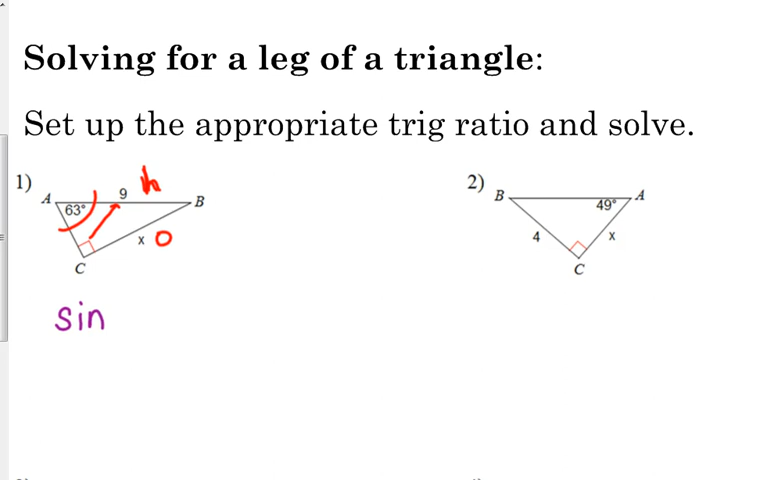 Solving for a leg of a triangle:
Set up the appropriate trig ratio and solve.
1)
A 9 h B
63°
x O
C
sin
2)
B 49° A
4 x
C